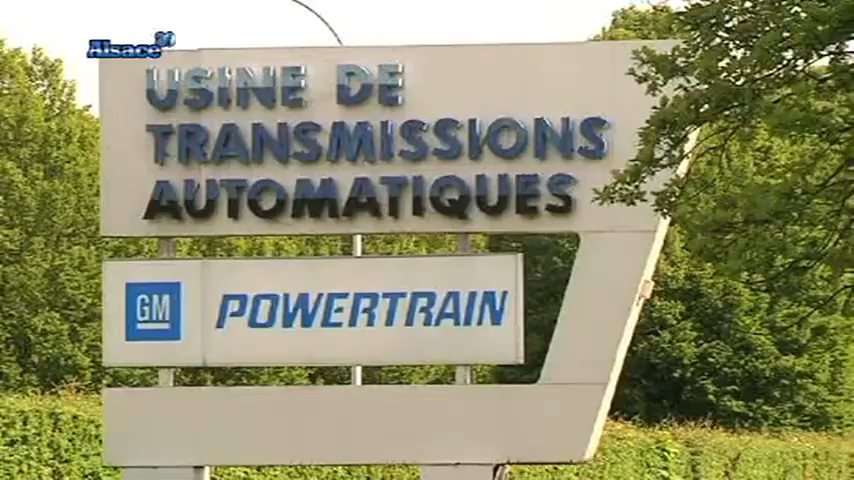 Alsace 20
USINE DE
TRANSMISSIONS
AUTOMATIQUES
GM
POWERTRAIN